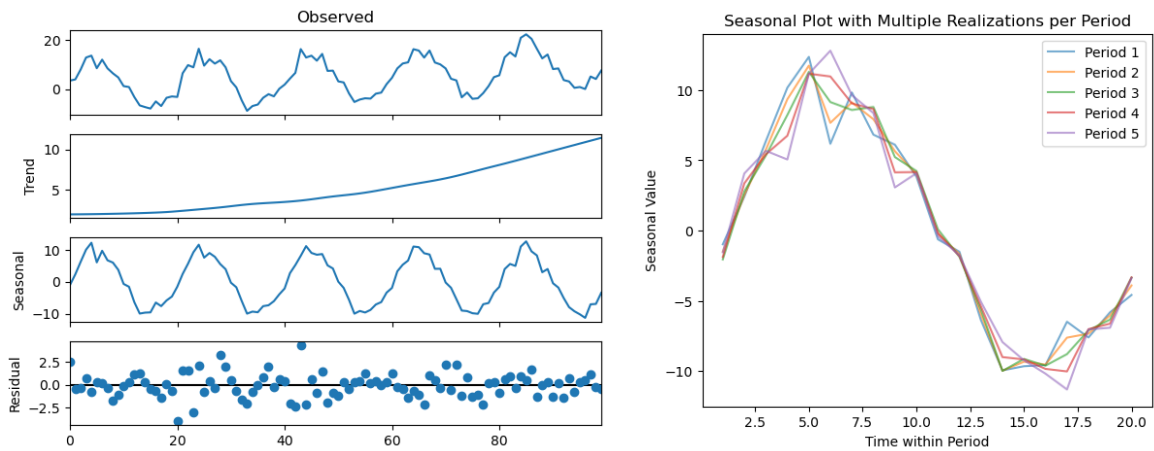 Observed
20
0
Trend
10
5
Seasonal
10
0
−10
Residual
2.5
0.0
−2.5
0 20 40 60 80
Seasonal Plot with Multiple Realizations per Period
Period 1
Period 2
Period 3
Period 4
Period 5
Seasonal Value
10
5
0
−5
−10
2.5 5.0 7.5 10.0 12.5 15.0 17.5 20.0
Time within Period